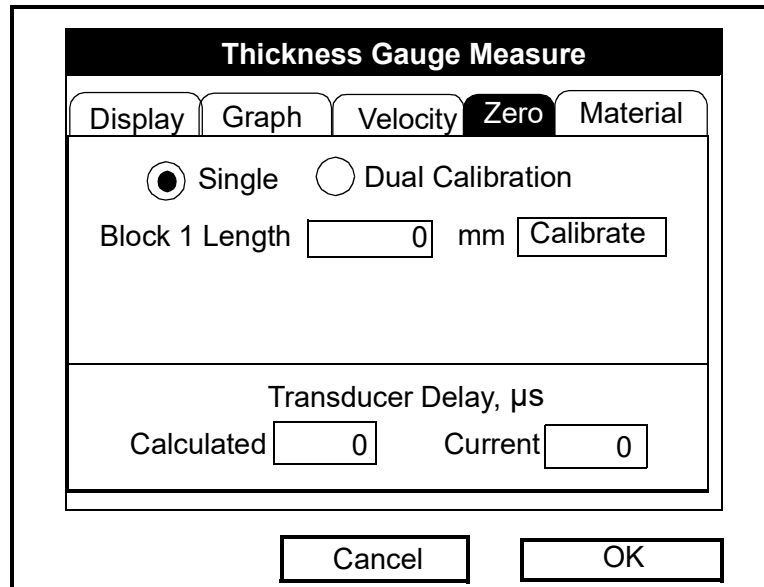 Thickness Gauge Measure
Display Graph Velocity Zero Material
Single Dual Calibration
Block 1 Length 0 mm Calibrate
Transducer Delay, µs
Calculated 0 Current 0
Cancel OK